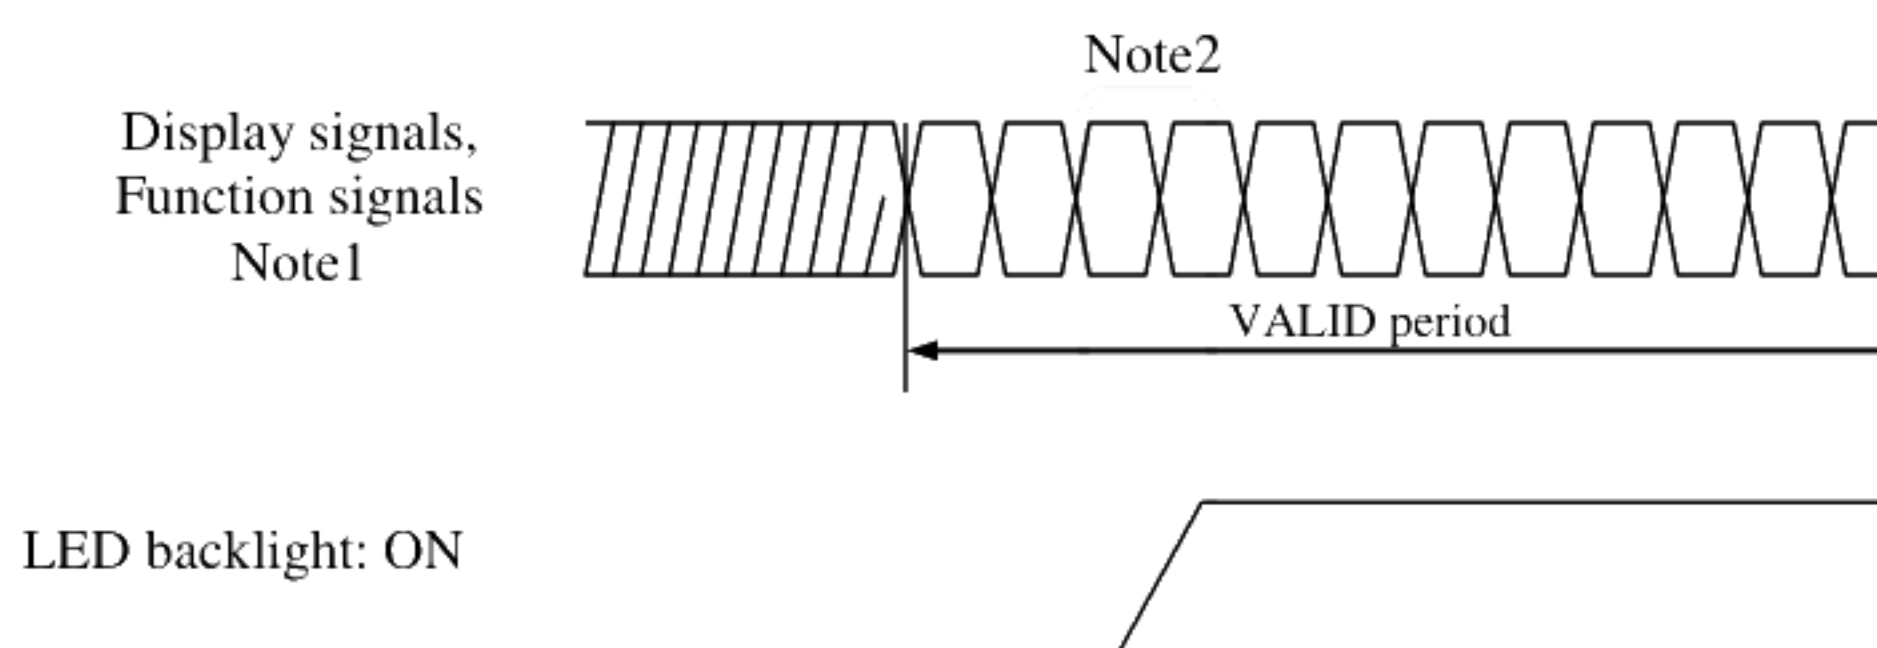 Note2
Display signals,
Function signals
Note1
VALID period
LED backlight: ON